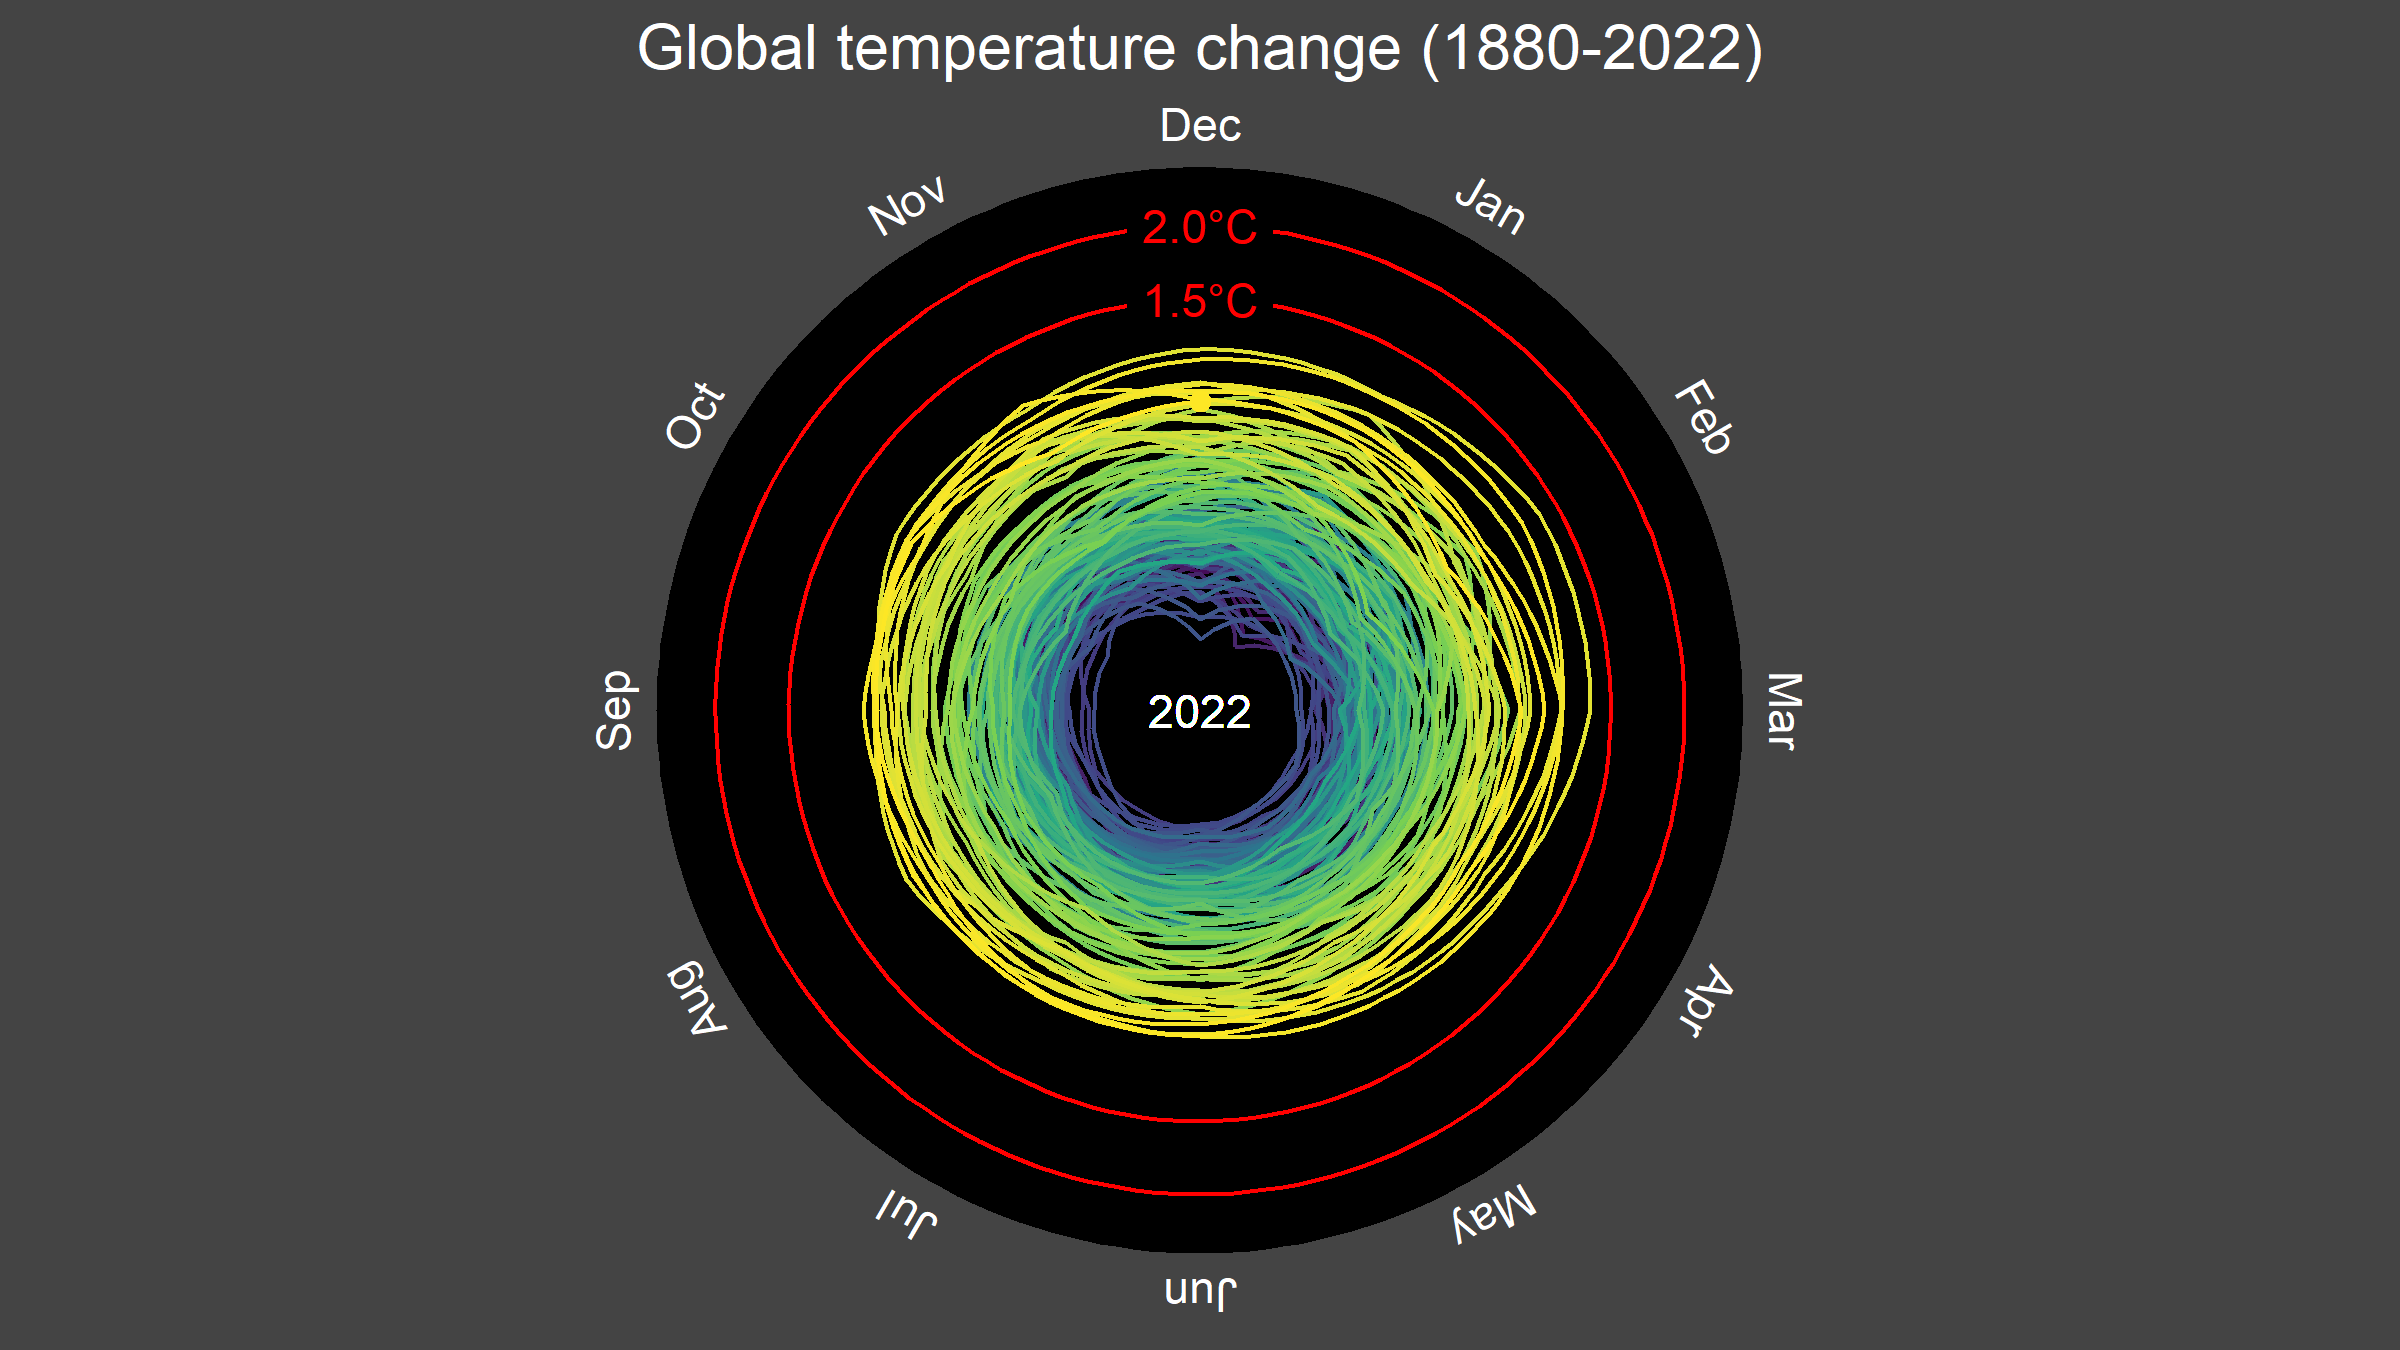 Global temperature change (1880-2022)
Dec
Jan
Feb
Mar
Apr
May
Jun
Jul
Aug
Sep
Oct
Nov
2.0°C
1.5°C
2022